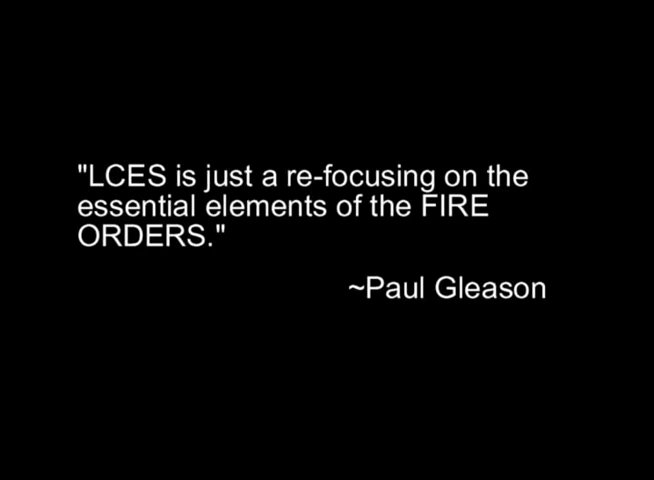 "LCES is just a re-focusing on the
essential elements of the FIRE
ORDERS."
~Paul Gleason